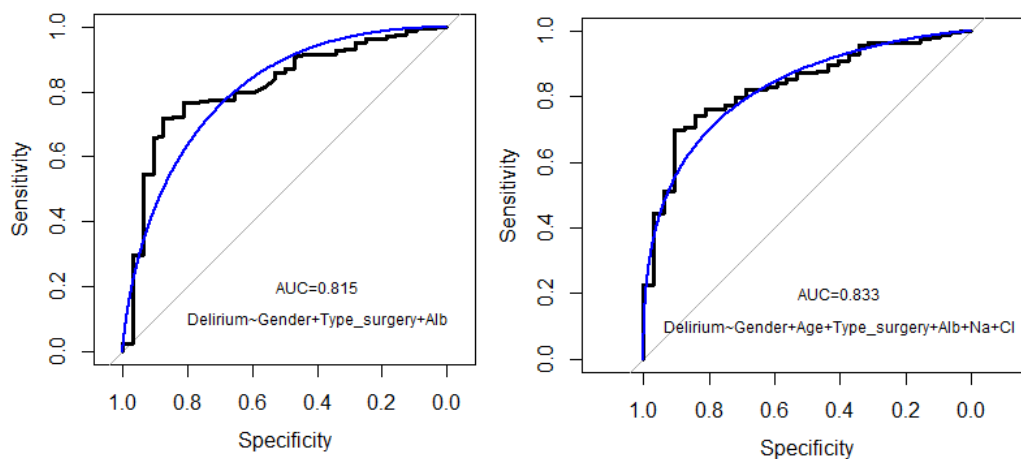 1.0
0.8
0.6
0.4
0.2
0.0
Sensitivity
AUC=0.815
Delirium~Gender+Type_surgery+Alb
1.0 0.8 0.6 0.4 0.2 0.0
Specificity
1.0
0.8
0.6
0.4
0.2
0.0
Sensitivity
AUC=0.833
Delirium~Gender+Age+Type_surgery+Alb+Na+Cl
1.0 0.8 0.6 0.4 0.2 0.0
Specificity